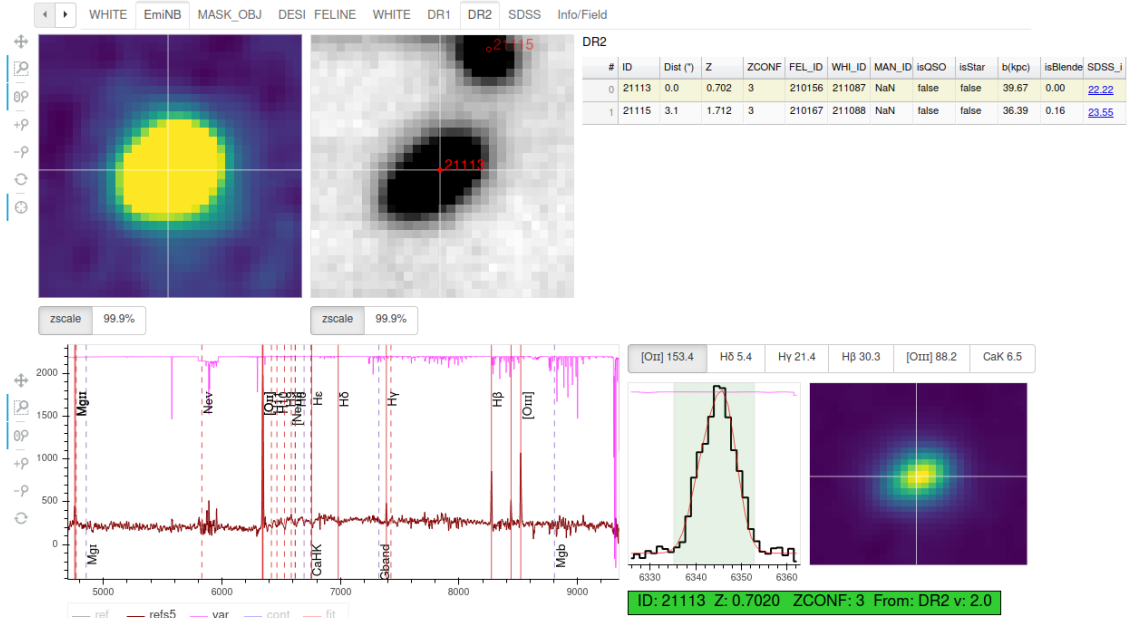 WHITE EmiNB MASK_OBJ DESI FELINE WHITE DR1 DR2 SDSS Info/Field
DR2
# ID Dist (") Z ZCONF FEL_ID WHI_ID MAN_ID isQSO isStar b(kpc) isBlende SDSS_i
0 21113 0.0 0.702 3 210156 211087 NaN false false 39.67 0.00 22.22
1 21115 3.1 1.712 3 210167 211088 NaN false false 36.39 0.16 23.55
21115
21113
zscale 99.9% zscale 99.9%
[OII] 153.4 Hδ 5.4 Hγ 21.4 Hβ 30.3 [OIII] 88.2 CaK 6.5
2000
1500
1000
500
0
MgII
NeV
[OII]
Hε
Hδ
Hγ
Hβ
[OIII]
MgI
CaHK
Gband
Mgb
5000 6000 7000 8000 9000
ref refs5 var cont fit
6330 6340 6350 6360
ID: 21113 Z: 0.7020 ZCONF: 3 From: DR2 v: 2.0